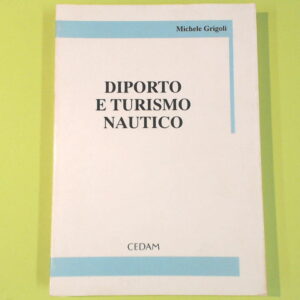 Michele Grigoli
DIPORTO
E TURISMO
NAUTICO
CEDAM